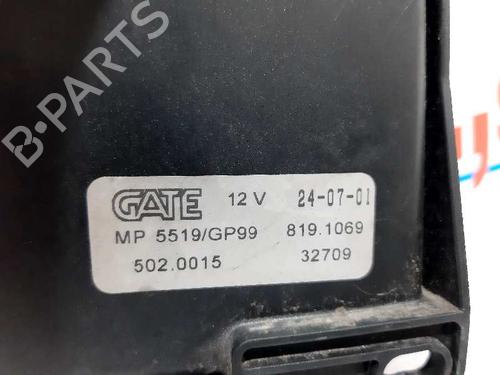 B-PARTS
GATE 12 V 24-07-01
MP 5519/GP99 819.1069
502.0015 32709